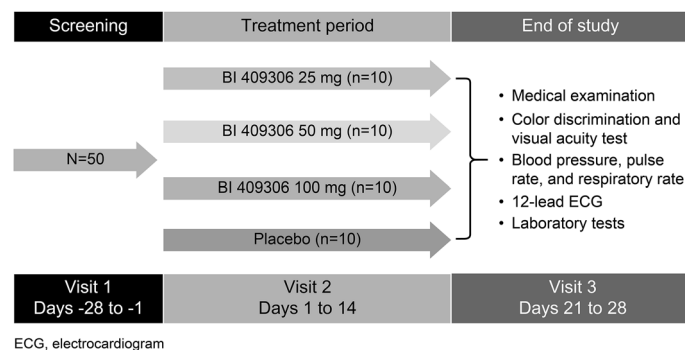 Screening
Treatment period
End of study
N=50
BI 409306 25 mg (n=10)
BI 409306 50 mg (n=10)
BI 409306 100 mg (n=10)
Placebo (n=10)
• Medical examination
• Color discrimination and
visual acuity test
• Blood pressure, pulse
rate, and respiratory rate
• 12-lead ECG
• Laboratory tests
Visit 1
Days -28 to -1
Visit 2
Days 1 to 14
Visit 3
Days 21 to 28
ECG, electrocardiogram